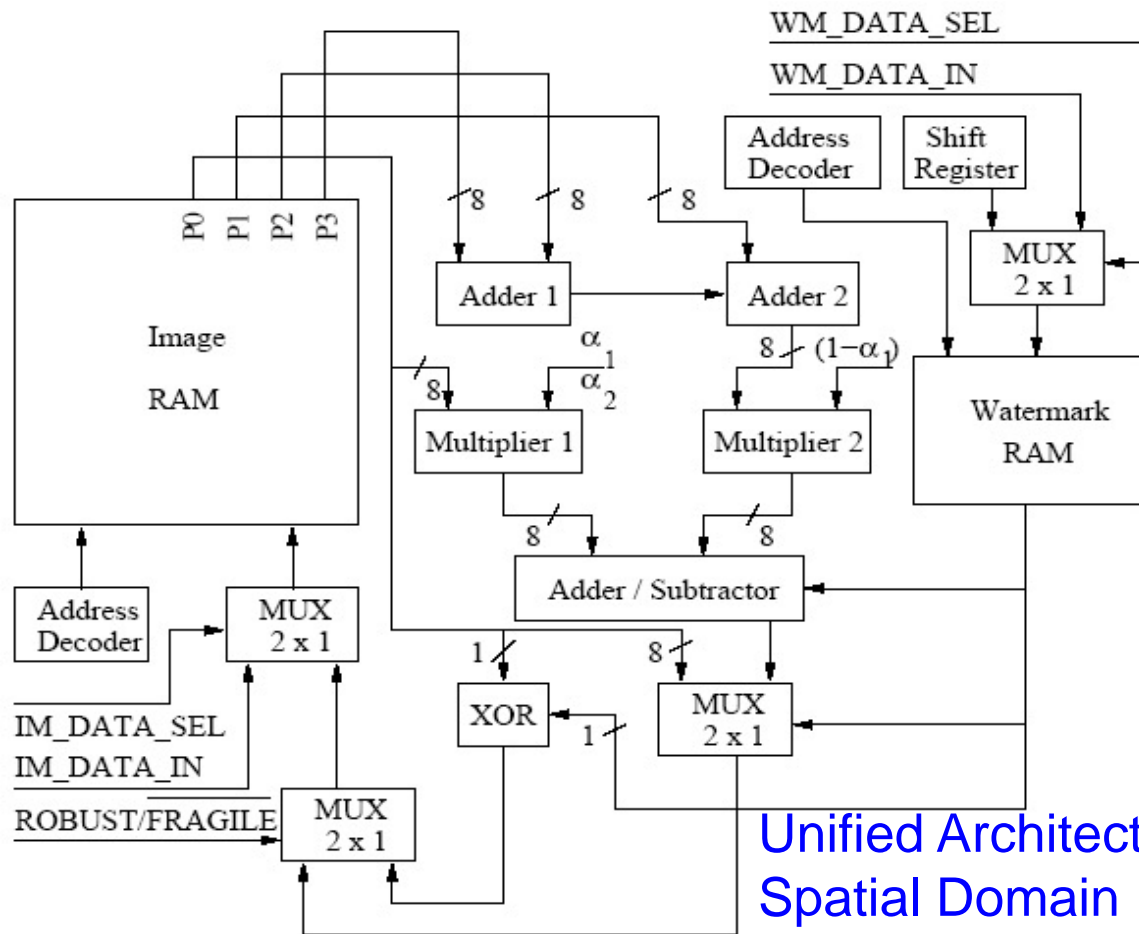 WM_DATA_SEL
WM_DATA_IN
Address
Decoder
Shift
Register
8
8
8
P0
P1
P2
P3
MUX
2 x 1
Adder 1
Adder 2
Image
RAM
α1
α2
8
8
(1−α1)
Multiplier 1
Multiplier 2
Watermark
RAM
8
8
Adder / Subtractor
Address
Decoder
MUX
2 x 1
1
8
XOR
1
MUX
2 x 1
IM_DATA_SEL
IM_DATA_IN
ROBUST/FRAGILE
MUX
2 x 1
Unified Architect
Spatial Domain